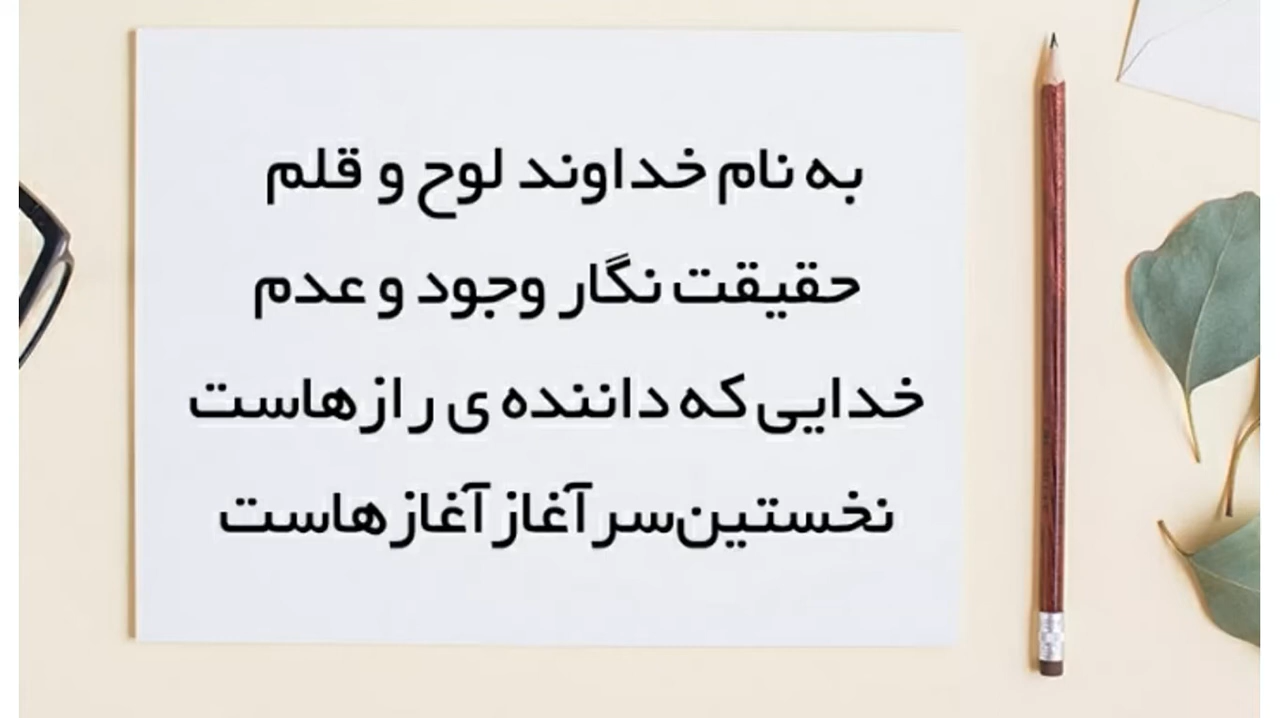 به نام خداوند لوح و قلم
حقیقت نگار وجود و عدم
خدایی که داننده ی رازهاست
نخستین‌سرآغاز آغازهاست